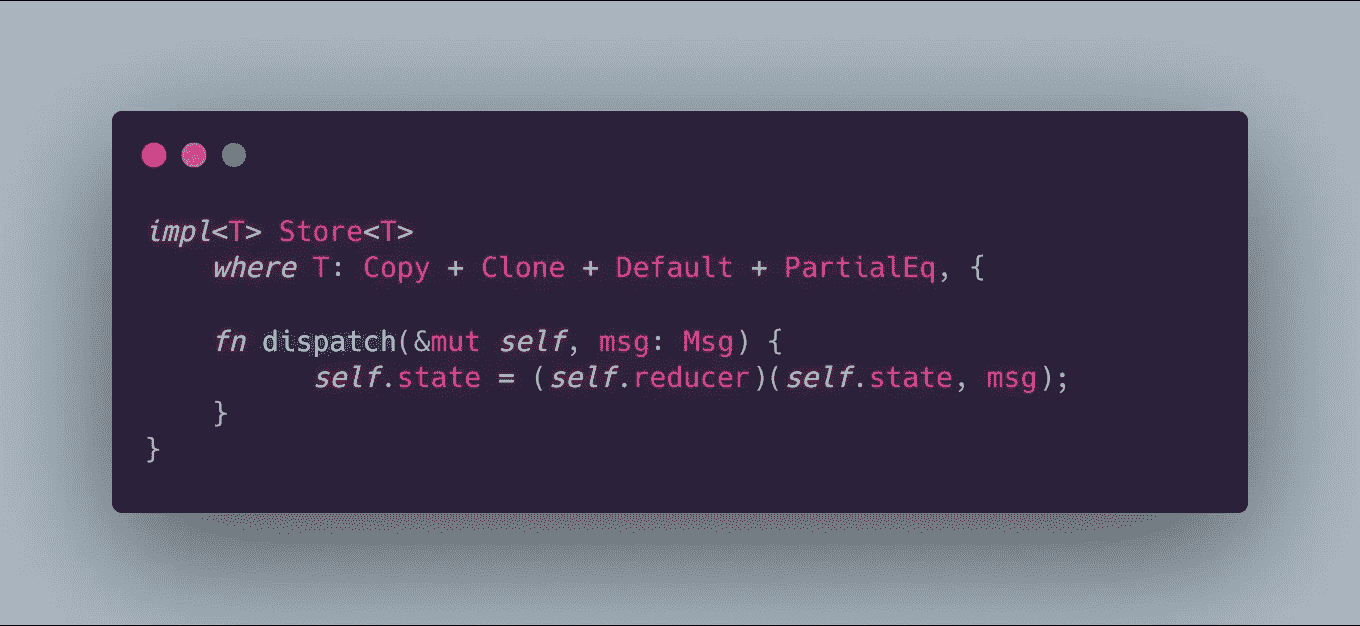 impl<T> Store<T>
where T: Copy + Clone + Default + PartialEq, {
fn dispatch(&mut self, msg: Msg) {
self.state = (self.reducer)(self.state, msg);
}
}